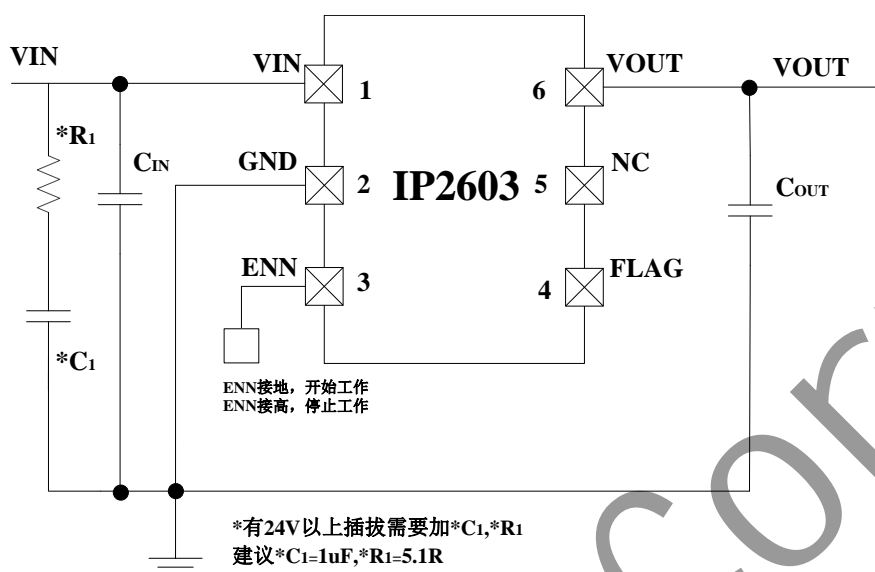 VIN
*R1
CIN
*C1
VIN
1
GND
2
ENN
3
ENN接地，开始工作
ENN接高，停止工作
IP2603
VOUT
6
NC
5
FLAG
4
VOUT
COUT
*有24V以上插拔需要加*C1,*R1
建议*C1=1uF,*R1=5.1R